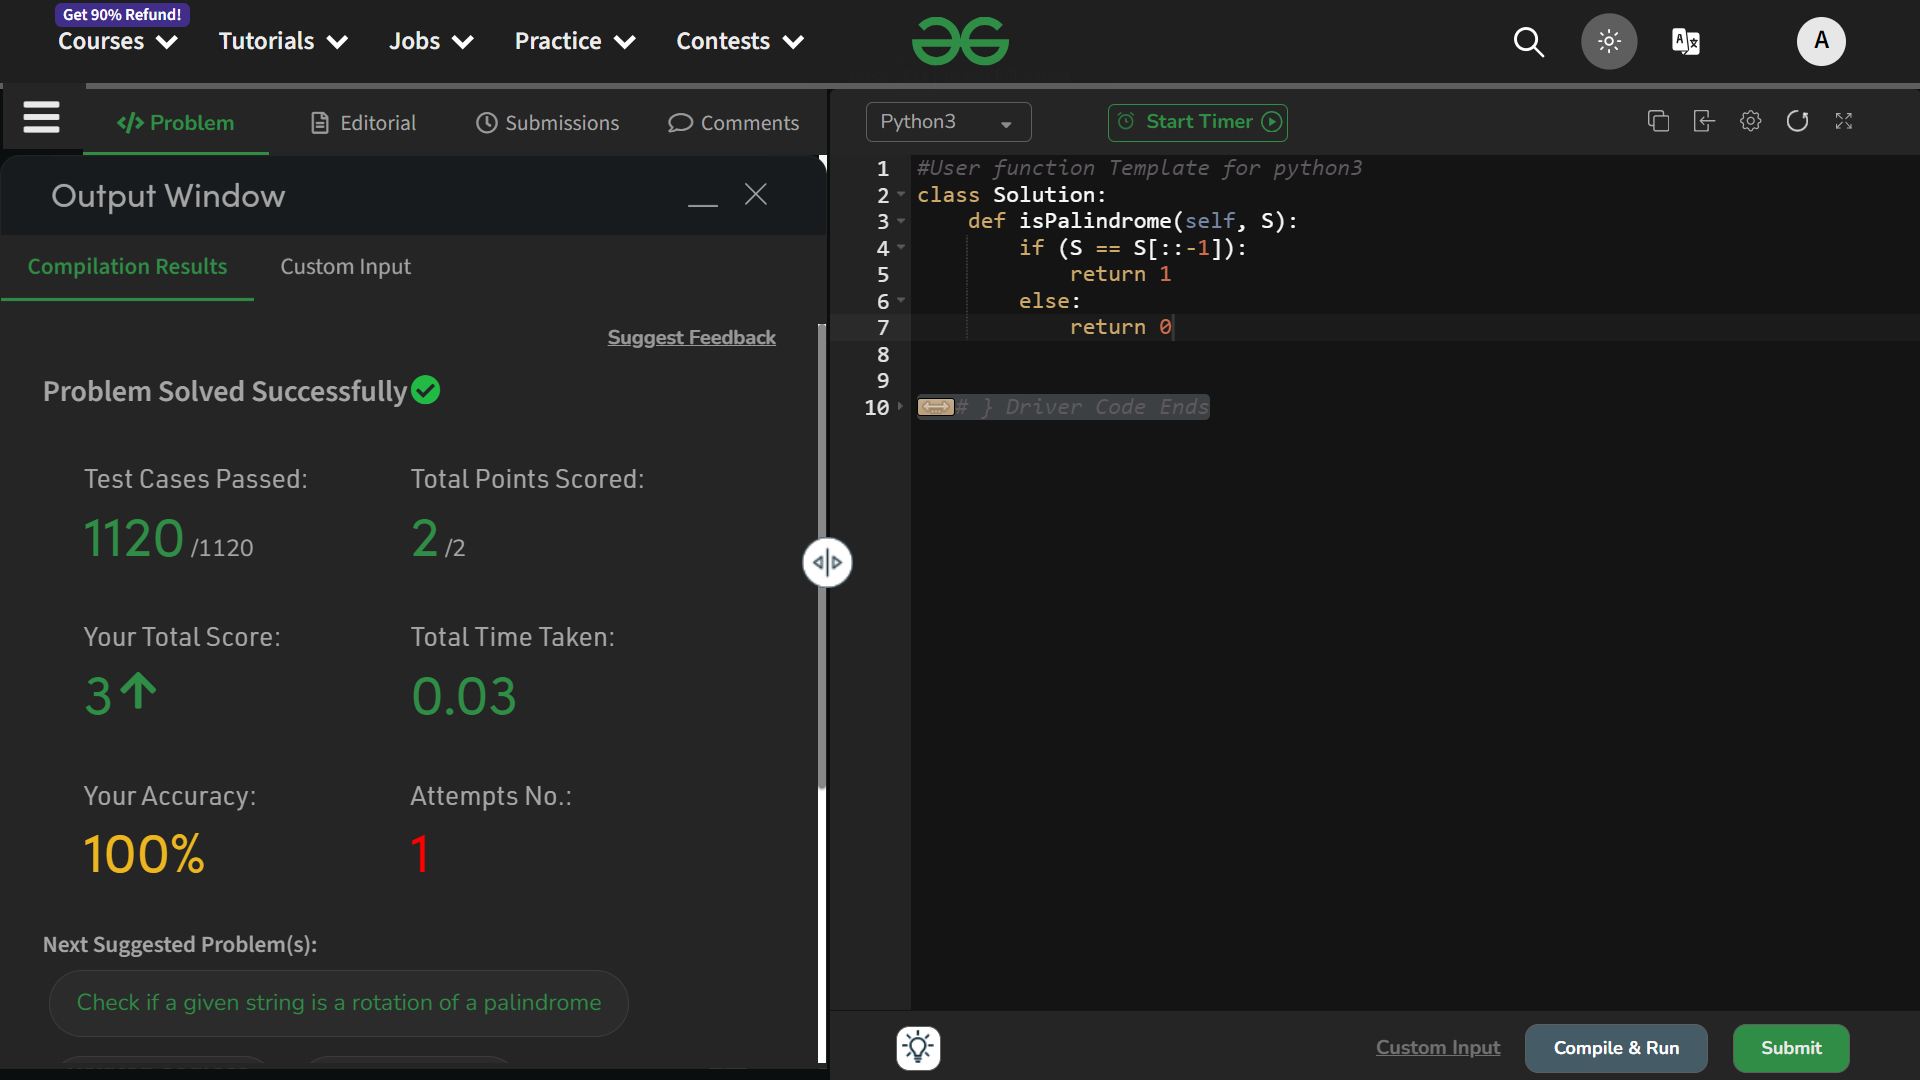 Get 90% Refund!
Courses Tutorials Jobs Practice Contests
A
Problem Editorial Submissions Comments
Output Window
Compilation Results Custom Input
Suggest Feedback
Problem Solved Successfully
Test Cases Passed: Total Points Scored:
1120 /1120 2 /2
Your Total Score: Total Time Taken:
3 0.03
Your Accuracy: Attempts No.:
100% 1
Next Suggested Problem(s):
Check if a given string is a rotation of a palindrome
Python3 Start Timer
1 #User function Template for python3
2 class Solution:
3 def isPalindrome(self, S):
4 if (S == S[::-1]):
5 return 1
6 else:
7 return 0
8
9
10 # } Driver Code Ends
Custom Input Compile & Run Submit